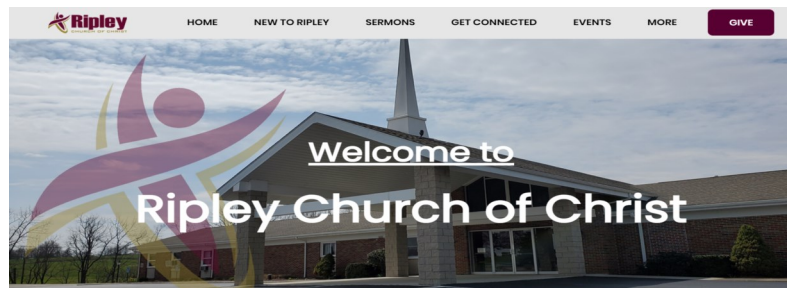 Ripley
CHURCH OF CHRIST
HOME NEW TO RIPLEY SERMONS GET CONNECTED EVENTS MORE GIVE
Welcome to
Ripley Church of Christ